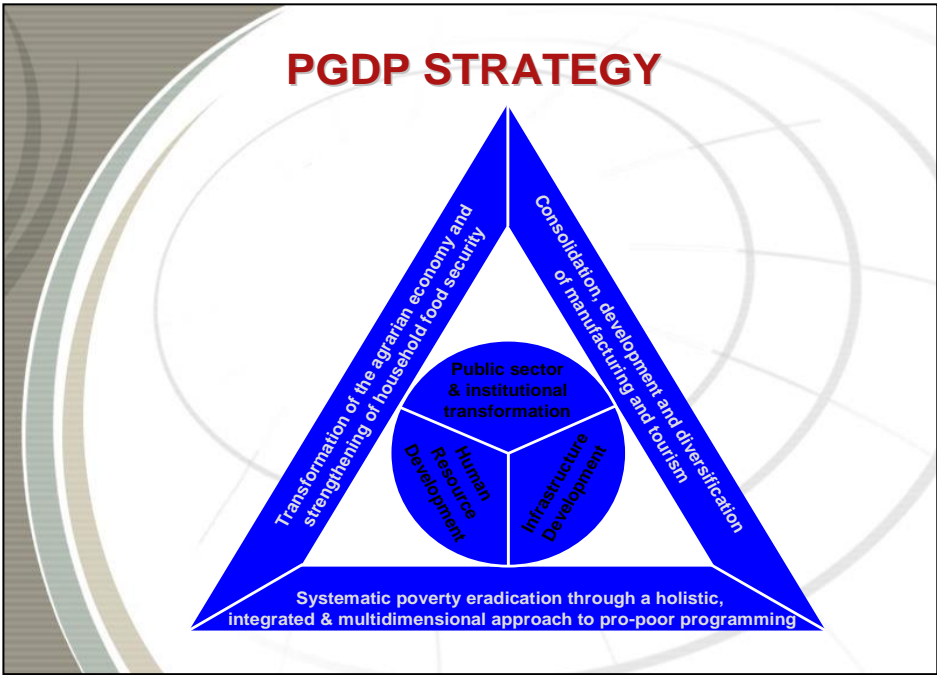 PGDP STRATEGY
Transformation of the agrarian economy and
strengthening of household food security
Consolidation, development and diversification
of manufacturing and tourism
Public sector
& institutional
transformation
Human
Resource
Development
Infrastructure
Development
Systematic poverty eradication through a holistic,
integrated & multidimensional approach to pro-poor programming